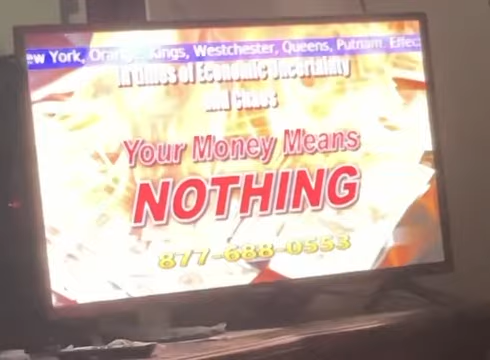 ew York, Orange, Kings, Westchester, Queens, Putnam. Effec
In times of Economic Uncertainty
and Chaos
Your Money Means
NOTHING
877-688-0553